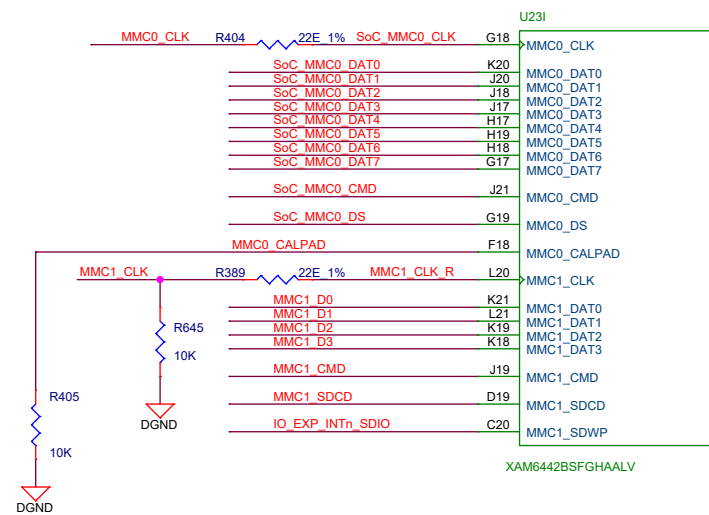 U23I
MMC0_CLK R404 22E_1% SoC_MMC0_CLK G18 MMC0_CLK
SoC_MMC0_DAT0 K20 MMC0_DAT0
SoC_MMC0_DAT1 J20 MMC0_DAT1
SoC_MMC0_DAT2 J18 MMC0_DAT2
SoC_MMC0_DAT3 J17 MMC0_DAT3
SoC_MMC0_DAT4 H17 MMC0_DAT4
SoC_MMC0_DAT5 H19 MMC0_DAT5
SoC_MMC0_DAT6 H18 MMC0_DAT6
SoC_MMC0_DAT7 G17 MMC0_DAT7
SoC_MMC0_CMD J21 MMC0_CMD
SoC_MMC0_DS G19 MMC0_DS
MMC0_CALPAD F18 MMC0_CALPAD
MMC1_CLK R389 22E_1% MMC1_CLK_R L20 MMC1_CLK
MMC1_D0 K21 MMC1_DAT0
MMC1_D1 L21 MMC1_DAT1
MMC1_D2 K19 MMC1_DAT2
MMC1_D3 K18 MMC1_DAT3
R645
10K
MMC1_CMD J19 MMC1_CMD
MMC1_SDCD D19 MMC1_SDCD
IO_EXP_INTn_SDIO C20 MMC1_SDWP
R405
10K
DGND
DGND
XAM6442BSFGHAALV